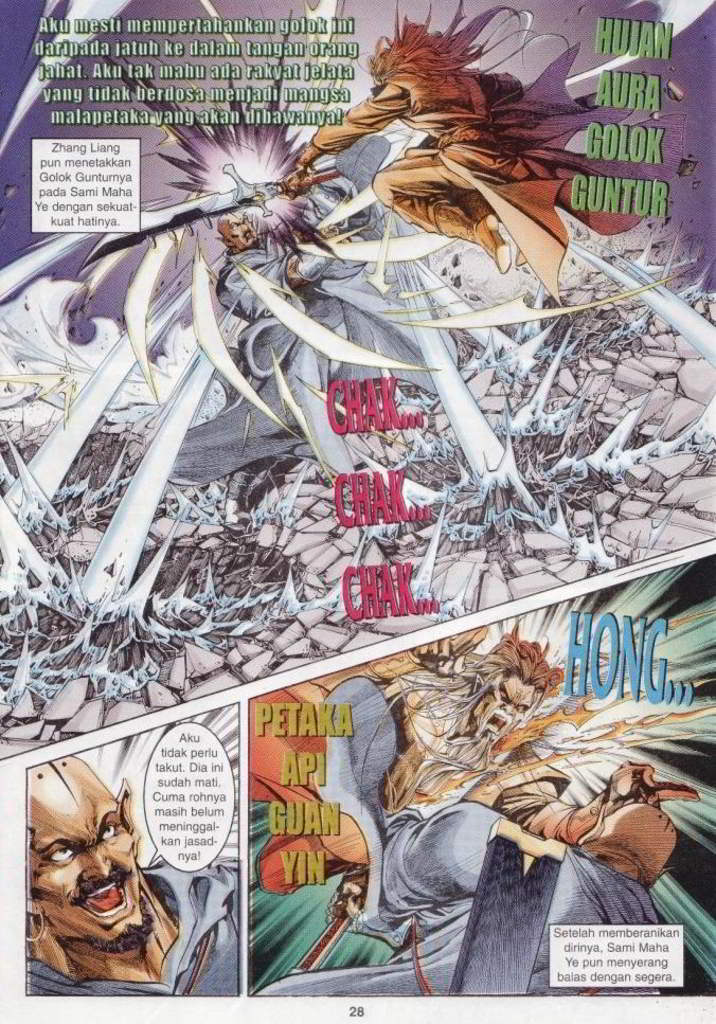 Aku mesti mempertahankan golok ini
daripada jatuh ke dalam tangan orang
jahat. Aku tak mahu ada rakyat jelata
yang tidak berdosa menjadi mangsa
malapetaka yang akan dibawanya!
HUJAN
AURA
GOLOK
GUNTUR
Zhang Liang
pun menetakkan
Golok Gunturnya
pada Sami Maha
Ye dengan sekuat-
kuat hatinya.
CHAK...
CHAK...
CHAK...
Aku
tidak perlu
takut. Dia ini
sudah mati.
Cuma rohnya
masih belum
meninggal-
kan jasad-
nya!
HONG...
PETAKA
API
GUAN
YIN
Setelah memberanikan
dirinya, Sami Maha
Ye pun menyerang
balas dengan segera.
28